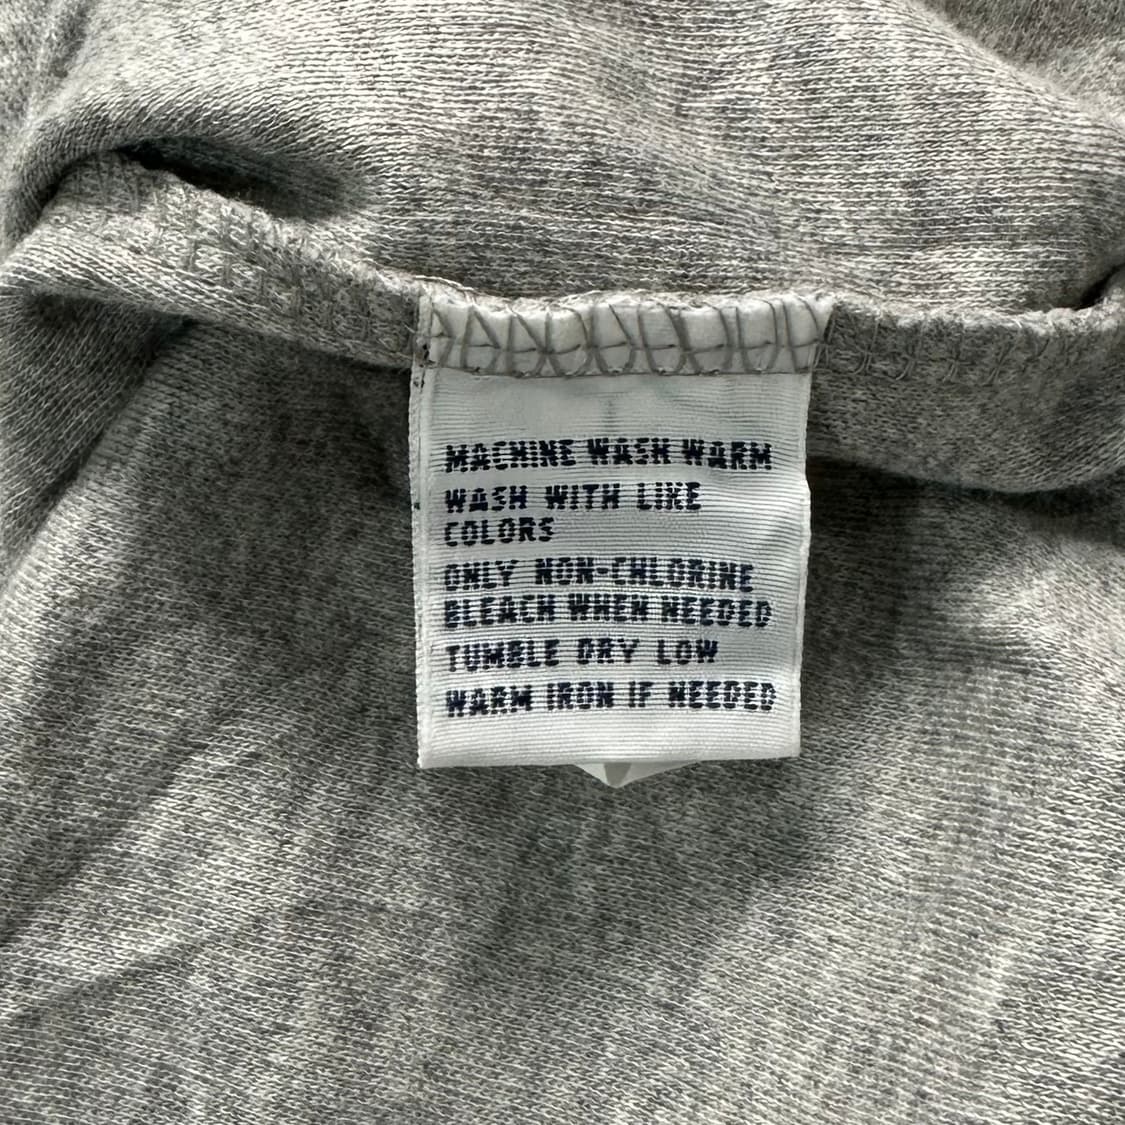 MACHINE WASH WARM
WASH WITH LIKE
COLORS
ONLY NON-CHLORINE
BLEACH WHEN NEEDED
TUMBLE DRY LOW
WARM IRON IF NEEDED